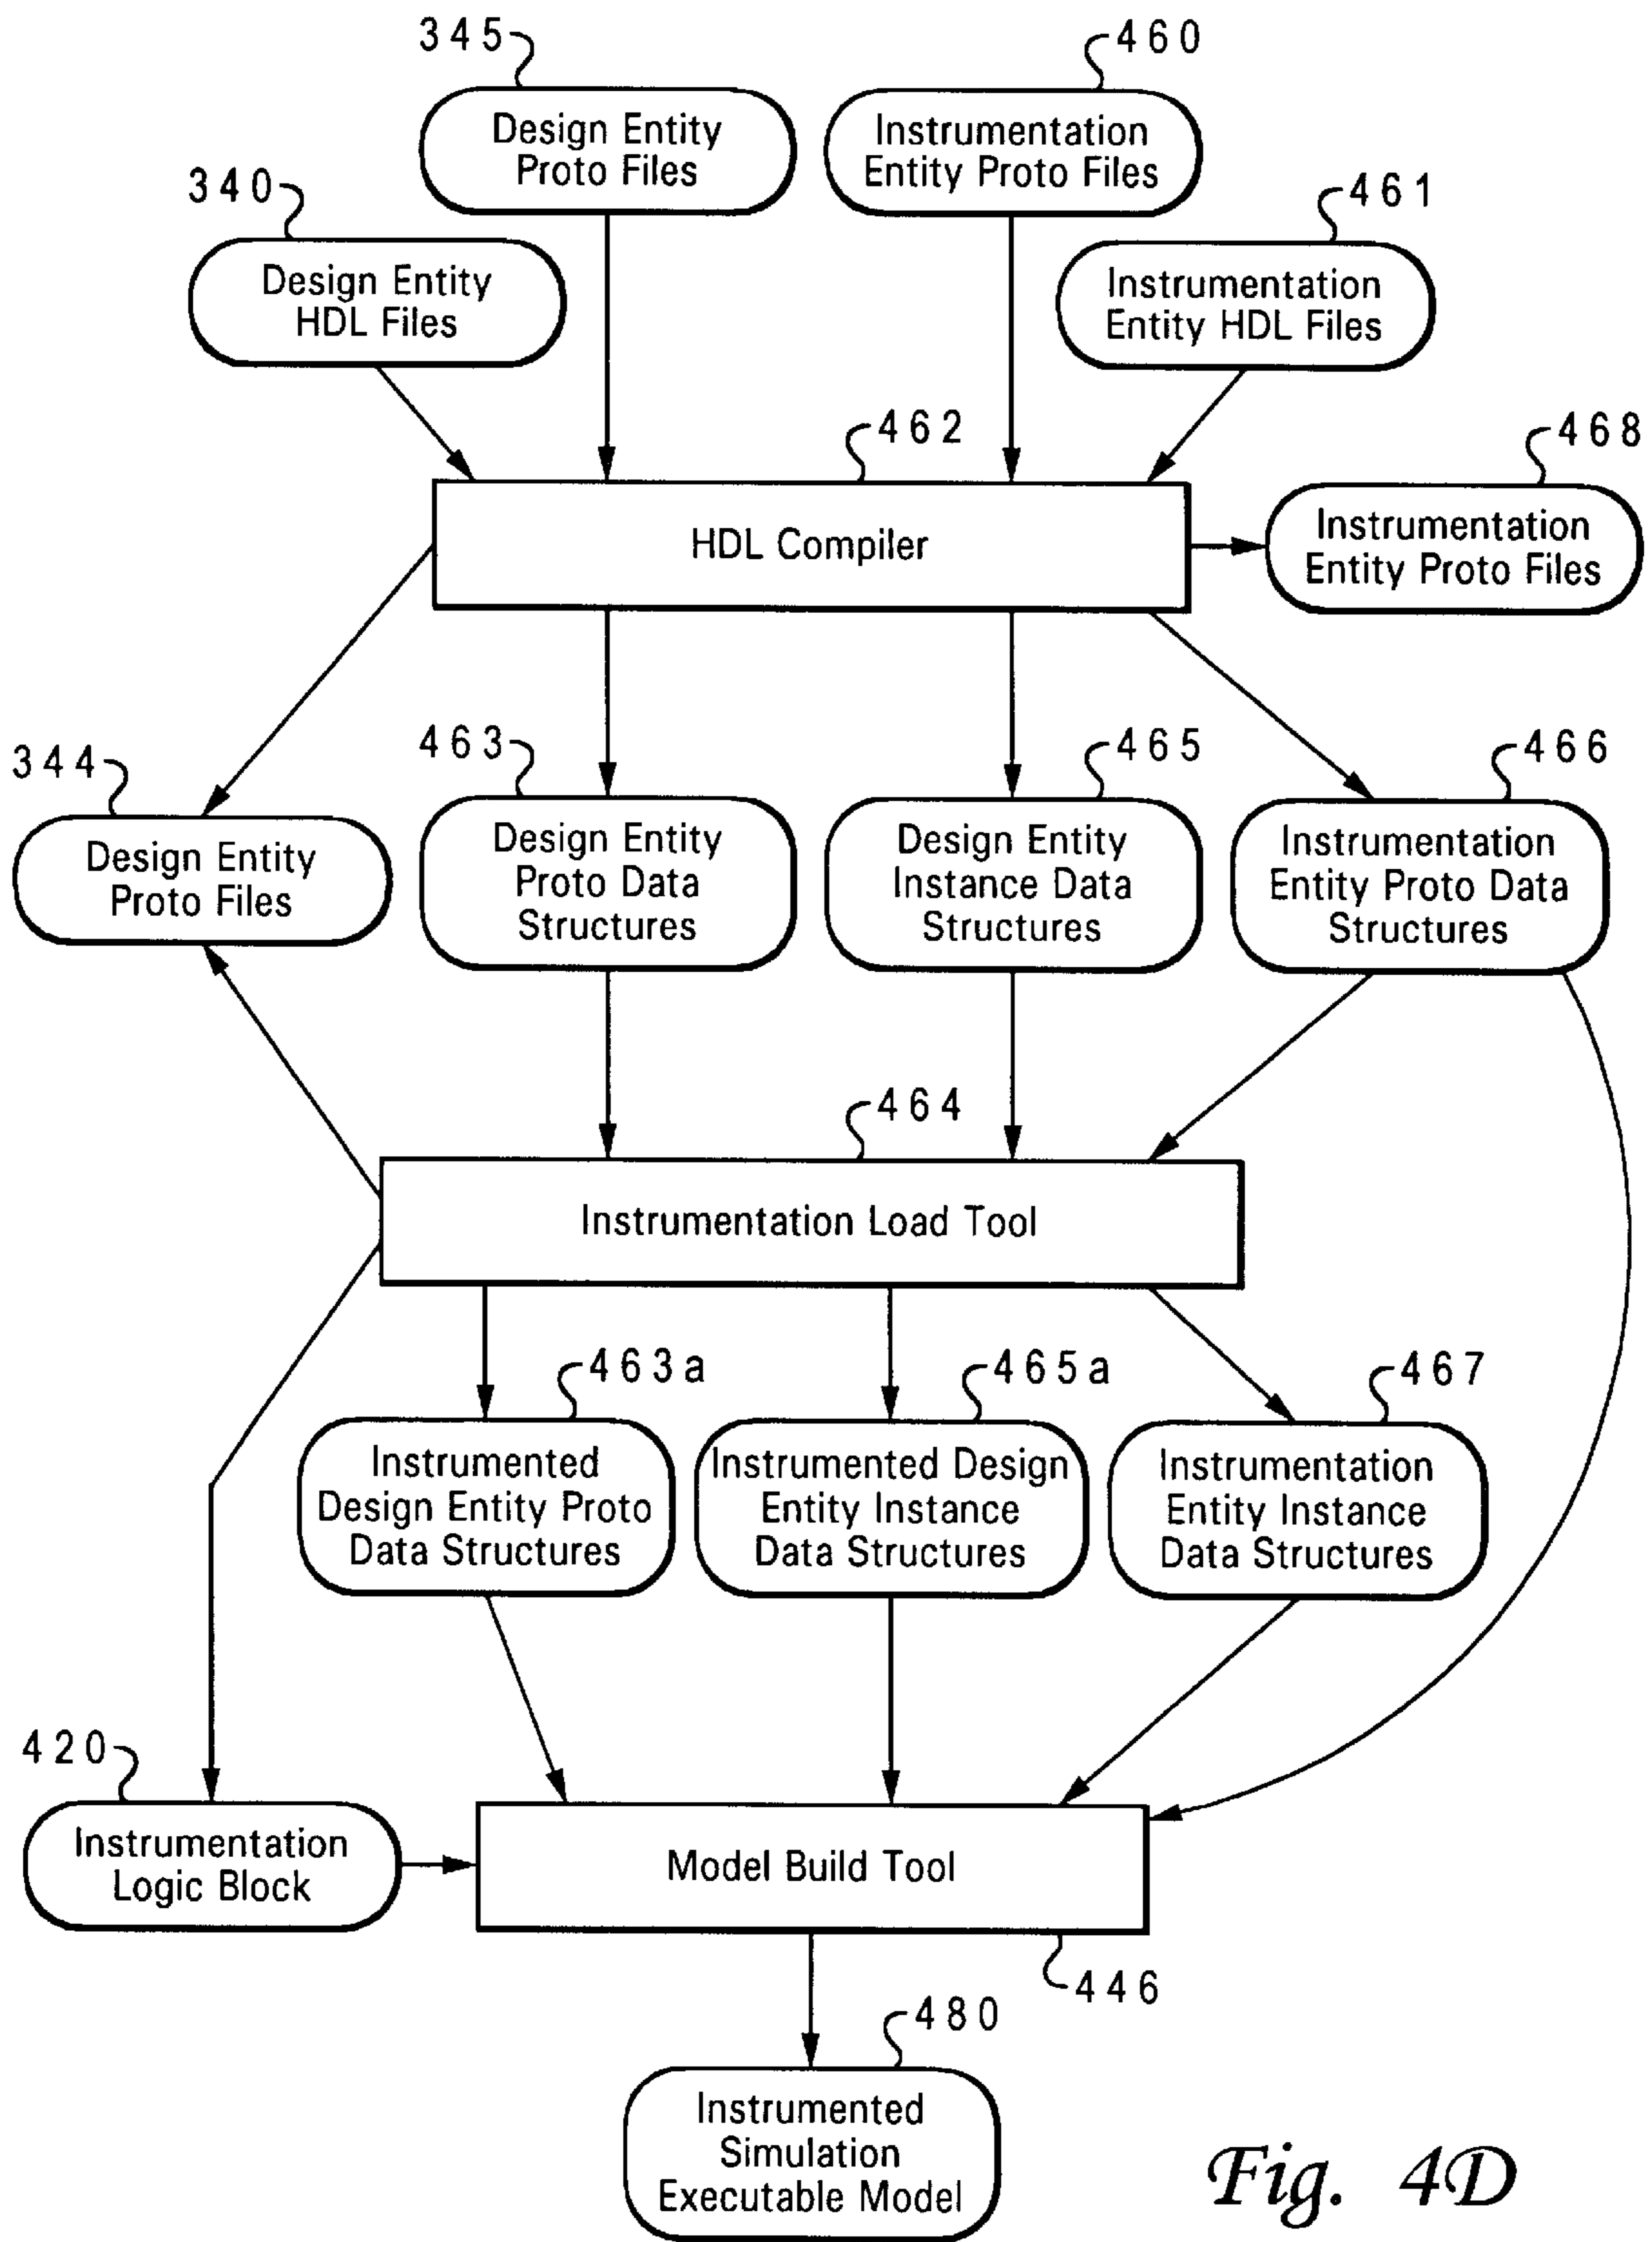 345
460
Design Entity
Proto Files
Instrumentation
Entity Proto Files
340
461
Design Entity
HDL Files
Instrumentation
Entity HDL Files
462
468
HDL Compiler
Instrumentation
Entity Proto Files
344
463
465
466
Design Entity
Proto Files
Design Entity
Proto Data
Structures
Design Entity
Instance Data
Structures
Instrumentation
Entity Proto Data
Structures
464
Instrumentation Load Tool
463a
465a
467
Instrumented
Design Entity Proto
Data Structures
Instrumented Design
Entity Instance
Data Structures
Instrumentation
Entity Instance
Data Structures
420
Instrumentation
Logic Block
Model Build Tool
446
480
Instrumented
Simulation
Executable Model
Fig. 4D